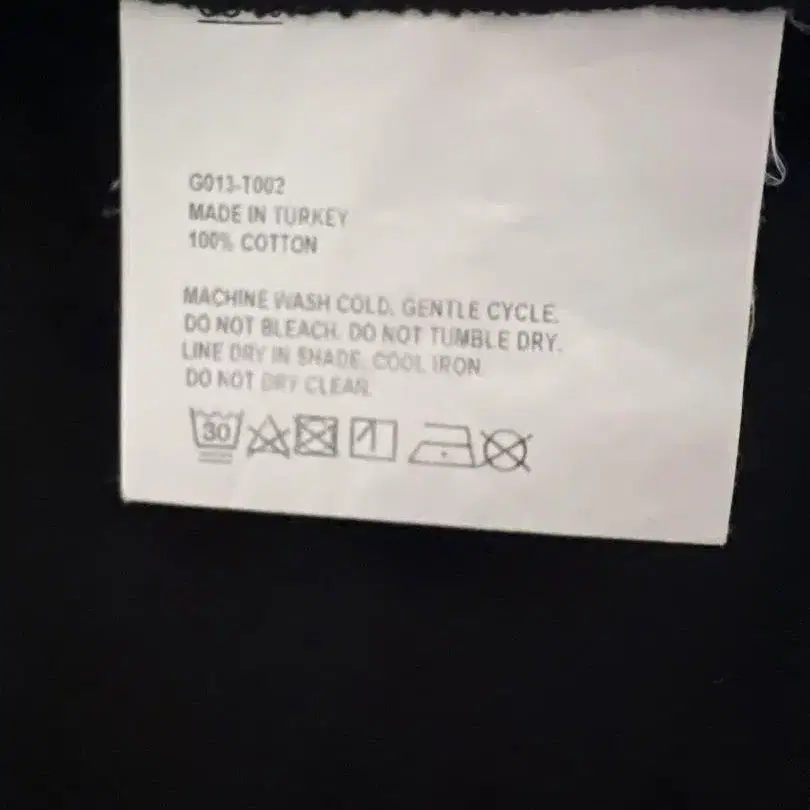 G013-T002
MADE IN TURKEY
100% COTTON
MACHINE WASH COLD. GENTLE CYCLE.
DO NOT BLEACH. DO NOT TUMBLE DRY.
LINE DRY IN SHADE. COOL IRON.
DO NOT DRY CLEAN.
30